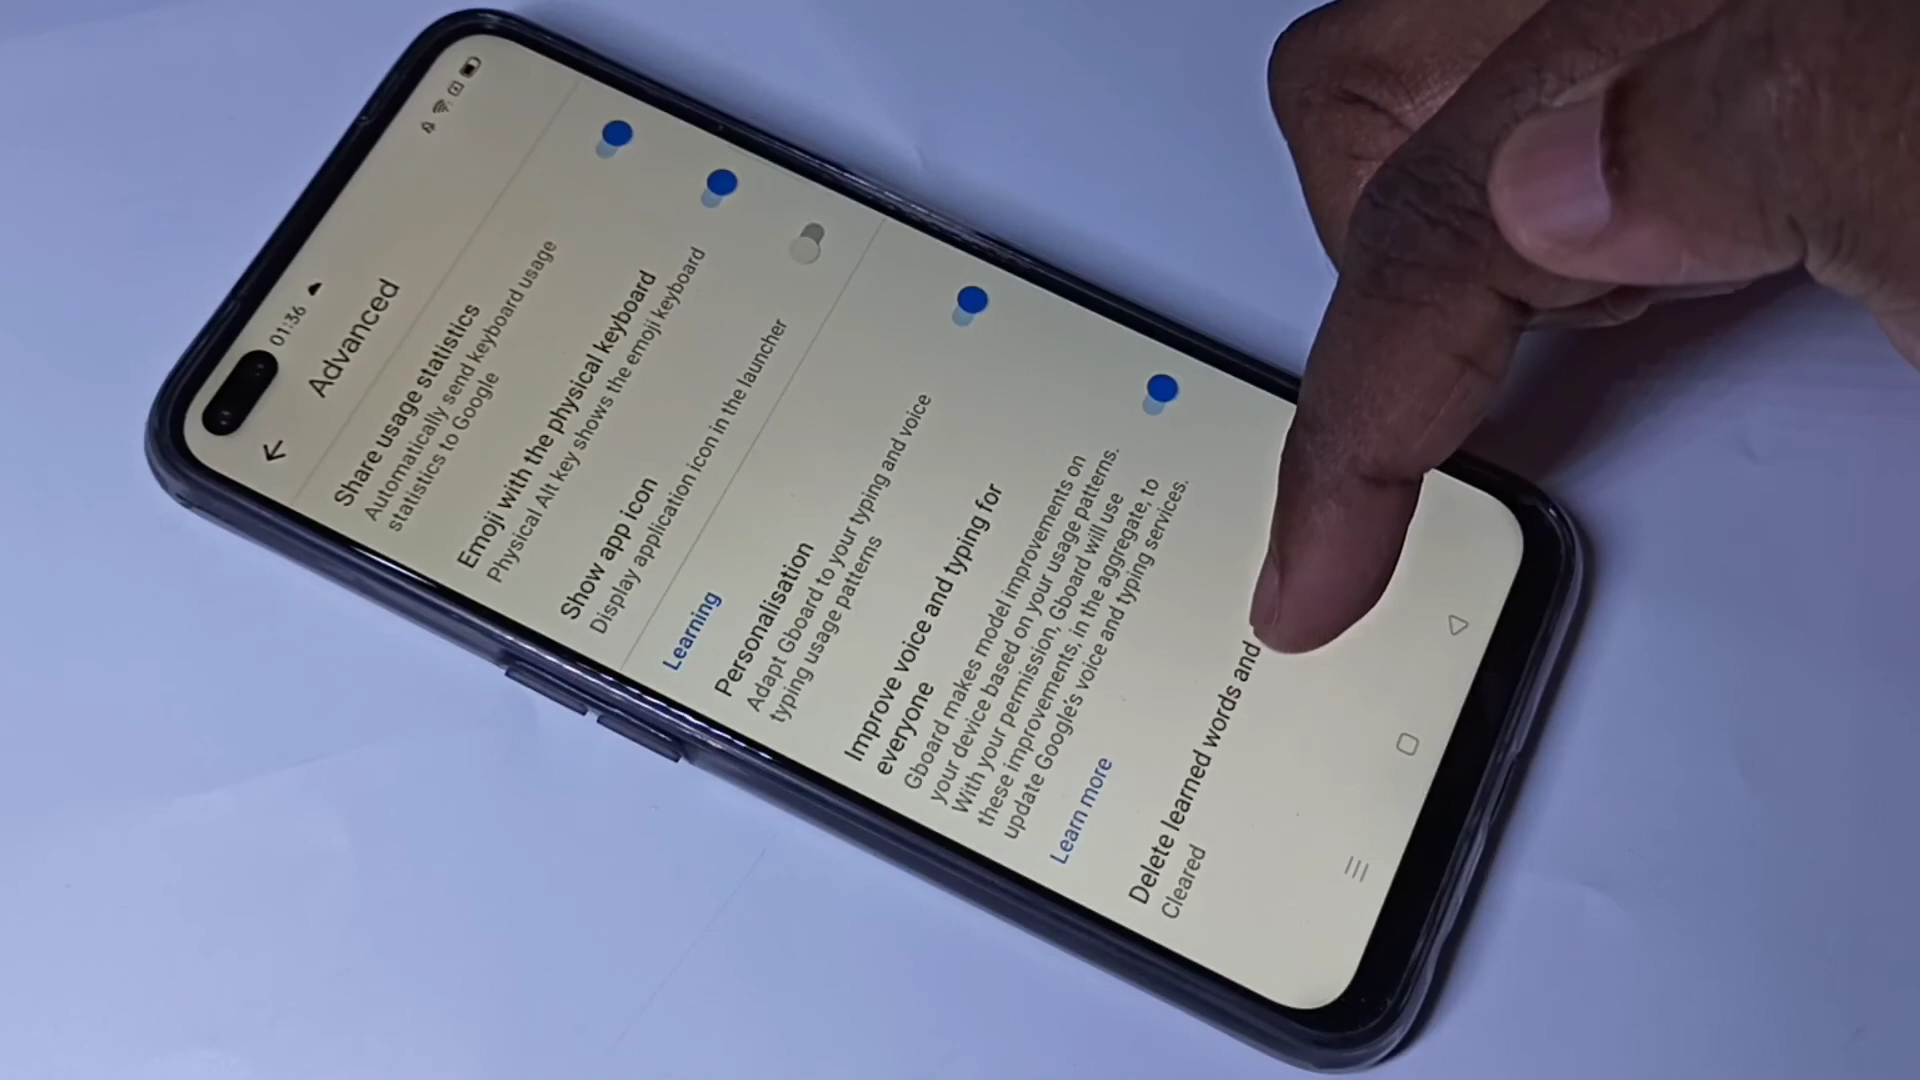 01:36
Advanced
Share usage statistics
Automatically send keyboard usage
statistics to Google
Emoji with the physical keyboard
Physical Alt key shows the emoji keyboard
Show app icon
Display application icon in the launcher
Learning
Personalisation
Adapt Gboard to your typing and voice
typing usage patterns
Improve voice and typing for
everyone
Gboard makes model improvements on
your device based on your usage patterns.
With your permission, Gboard will use
these improvements, in the aggregate, to
update Google's voice and typing services.
Learn more
Delete learned words and
Cleared